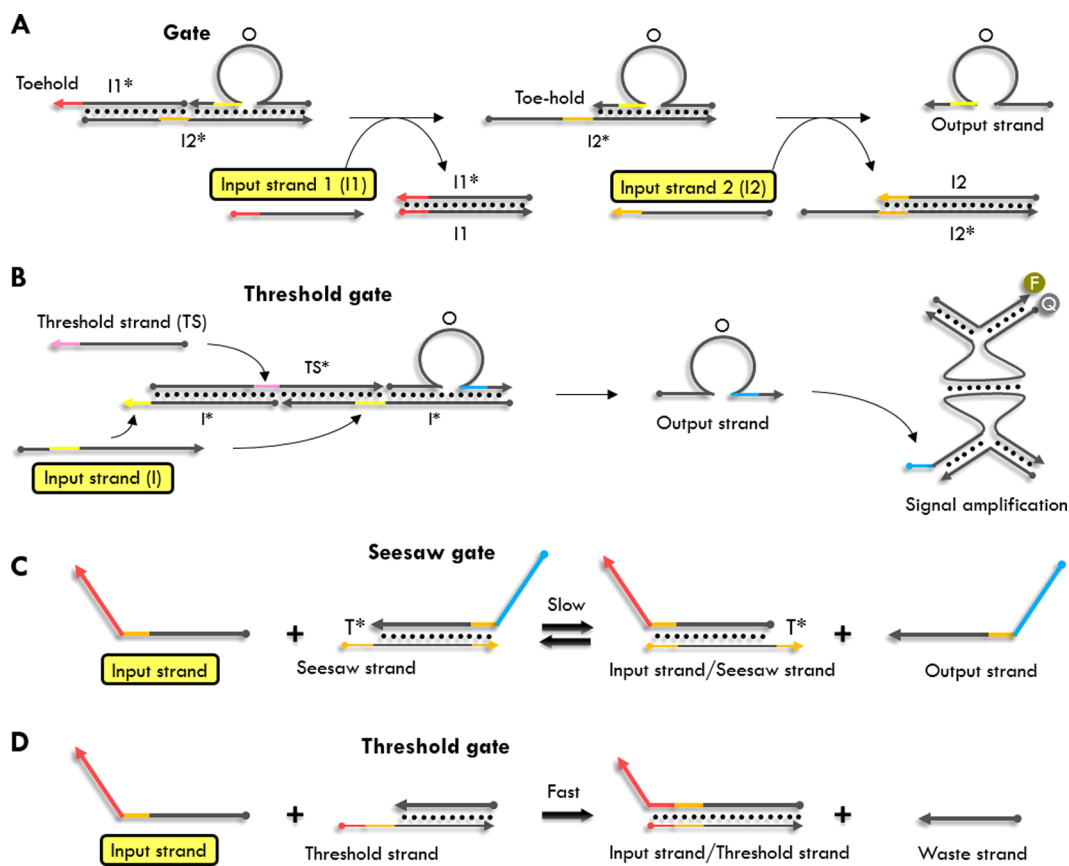 A
Gate
Toehold
I1*
I2*
Input strand 1 (I1)
I1*
I1
Toe-hold
I2*
Input strand 2 (I2)
I2
I2*
Output strand
B
Threshold gate
Threshold strand (TS)
TS*
I*
I*
Input strand (I)
Output strand
F
Q
Signal amplification
C
Seesaw gate
Input strand
+
T*
Seesaw strand
Slow
T*
Input strand/Seesaw strand
+
Output strand
D
Threshold gate
Input strand
+
Threshold strand
Fast
Input strand/Threshold strand
+
Waste strand